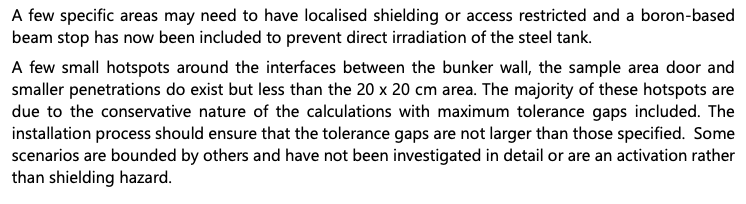 A few specific areas may need to have localised shielding or access restricted and a boron-based
beam stop has now been included to prevent direct irradiation of the steel tank.
A few small hotspots around the interfaces between the bunker wall, the sample area door and
smaller penetrations do exist but less than the 20 x 20 cm area. The majority of these hotspots are
due to the conservative nature of the calculations with maximum tolerance gaps included. The
installation process should ensure that the tolerance gaps are not larger than those specified.  Some
scenarios are bounded by others and have not been investigated in detail or are an activation rather
than shielding hazard.